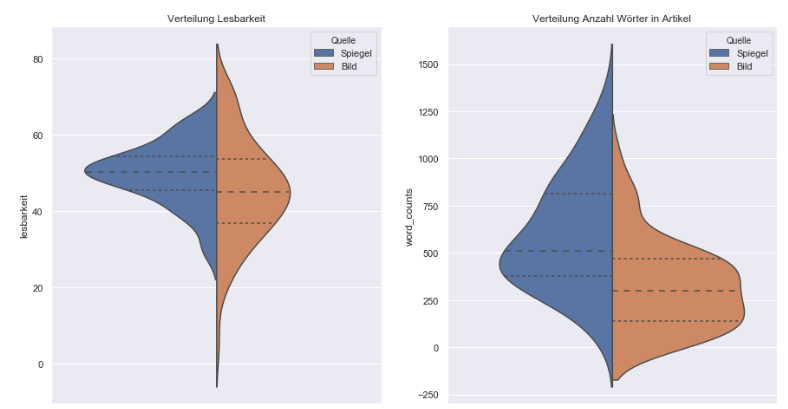 Verteilung Lesbarkeit
Quelle
Spiegel
Bild
80
60
40
20
0
lesbarkeit
Verteilung Anzahl Wörter in Artikel
Quelle
Spiegel
Bild
1500
1250
1000
750
500
250
0
−250
word_counts